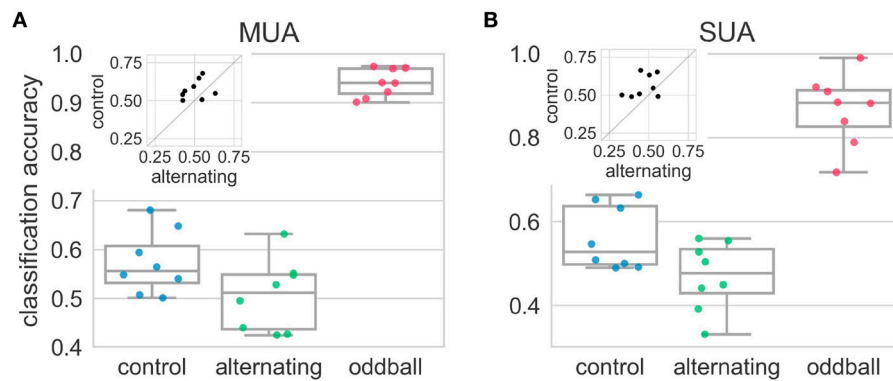 A
MUA
classification accuracy
1.0
0.9
0.8
0.7
0.6
0.5
0.4
control
0.75
0.50
0.25
0.25 0.50 0.75
alternating
control alternating oddball
B
SUA
1.0
0.8
0.6
0.4
control
0.75
0.50
0.25
0.25 0.50 0.75
alternating
control alternating oddball